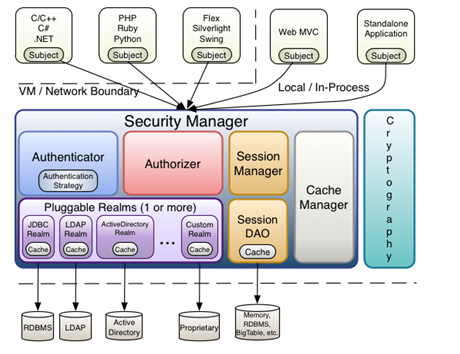 C/C++
C#
.NET
Subject
PHP
Ruby
Python
Subject
Flex
Silverlight
Swing
Subject
Web MVC
Subject
Standalone
Application
Subject
VM / Network Boundary
Local / In-Process
Security Manager
Authenticator
Authentication
Strategy
Authorizer
Session
Manager
Cache
Manager
Cryptography
Pluggable Realms (1 or more)
JDBC
Realm
Cache
LDAP
Realm
Cache
ActiveDirectory
Realm
Cache
...
Custom
Realm
Cache
Session
DAO
Cache
RDBMS
LDAP
Active
Directory
Proprietary
Memory,
RDBMS,
BigTable, etc.